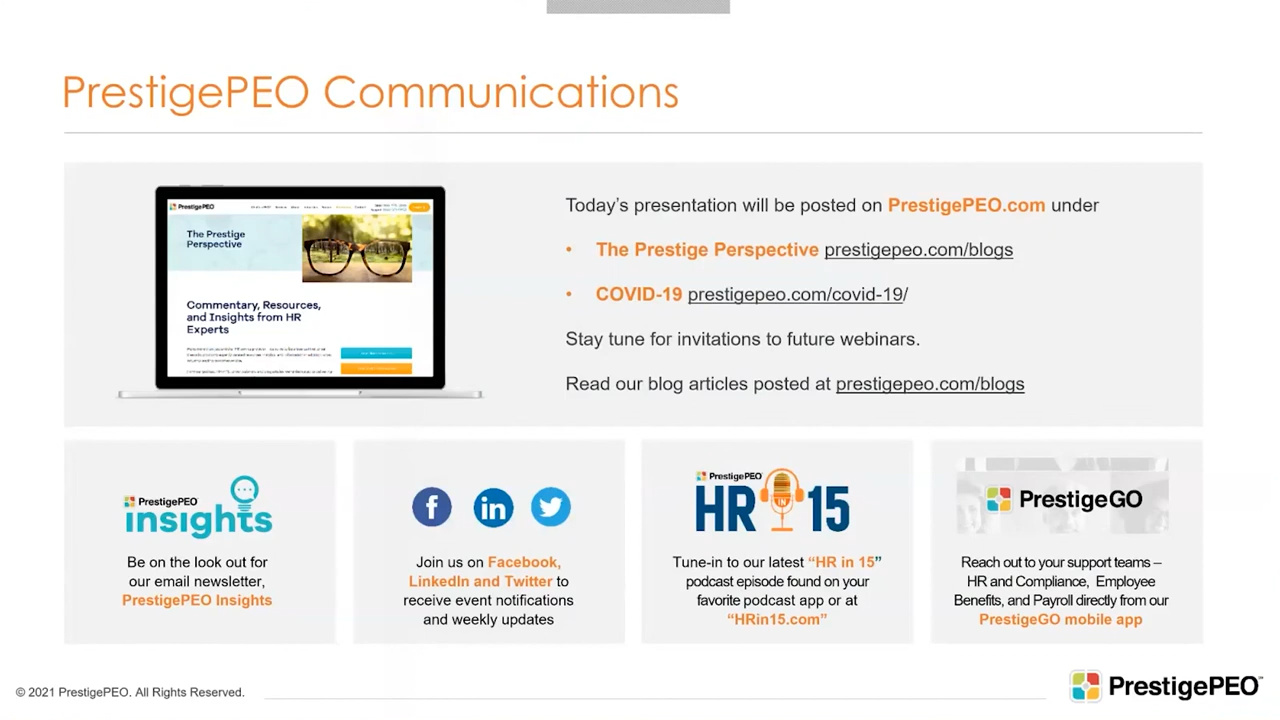 PrestigePEO Communications
PrestigePEO
The Prestige
Perspective
Commentary, Resources,
and Insights from HR
Experts
Today's presentation will be posted on PrestigePEO.com under
• The Prestige Perspective prestigepeo.com/blogs
• COVID-19 prestigepeo.com/covid-19/
Stay tune for invitations to future webinars.
Read our blog articles posted at prestigepeo.com/blogs
PrestigePEO
insights
Be on the look out for
our email newsletter,
PrestigePEO Insights
f in
Join us on Facebook,
LinkedIn and Twitter to
receive event notifications
and weekly updates
PrestigePEO
HR IN 15
Tune-in to our latest “HR in 15”
podcast episode found on your
favorite podcast app or at
“HRin15.com”
PrestigeGO
Reach out to your support teams –
HR and Compliance, Employee
Benefits, and Payroll directly from our
PrestigeGO mobile app
© 2021 PrestigePEO. All Rights Reserved.
PrestigePEO™